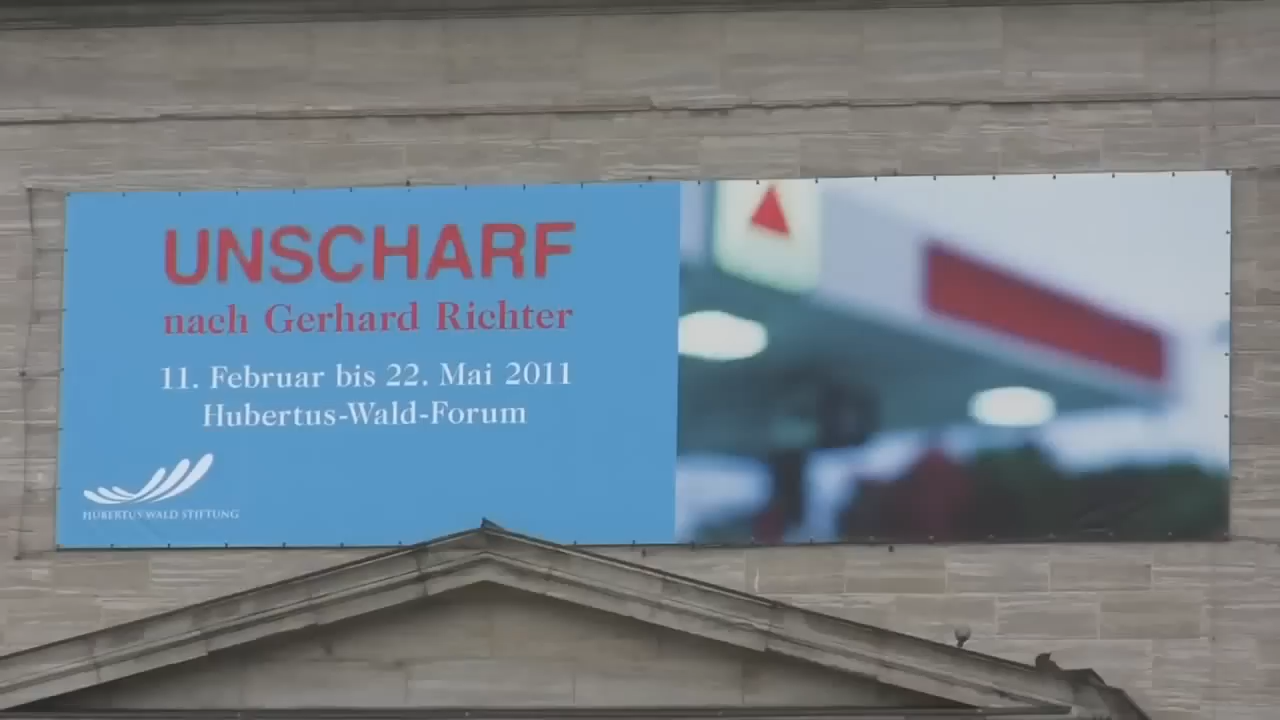 UNSCHARF
nach Gerhard Richter
11. Februar bis 22. Mai 2011
Hubertus-Wald-Forum
HUBERTUS WALD STIFTUNG